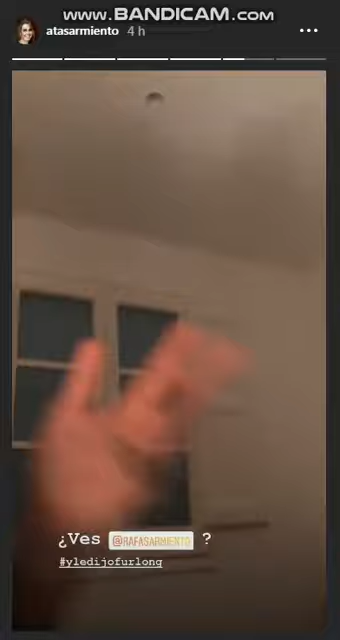 www.BANDICAM.com
atasarmiento 4 h
¿Ves @RAFASARMIENTO ?
#yledijofurlong